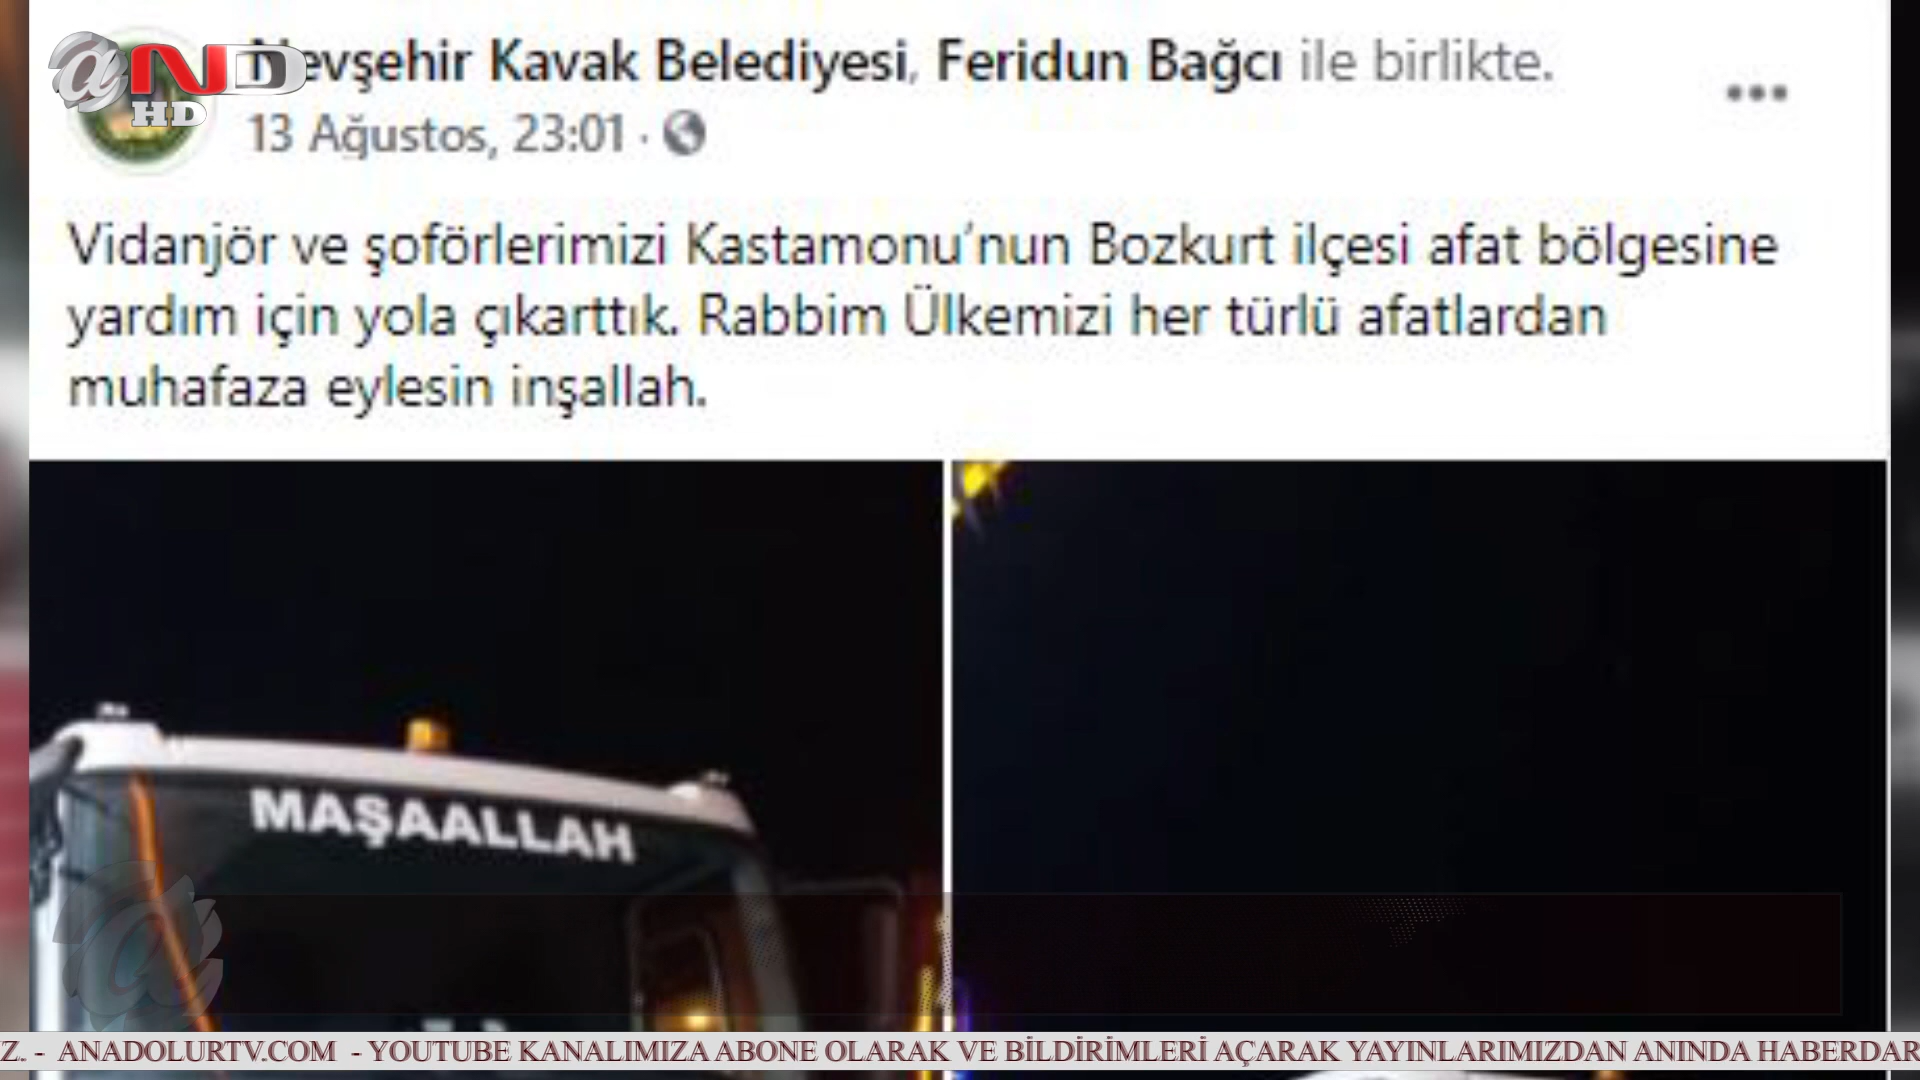 @ND
HD
Nevşehir Kavak Belediyesi, Feridun Bağcı ile birlikte.
13 Ağustos, 23:01 ·
Vidanjör ve şoförlerimizi Kastamonu'nun Bozkurt ilçesi afat bölgesine
yardım için yola çıkarttık. Rabbim Ülkemizi her türlü afatlardan
muhafaza eylesin inşallah.
MAŞAALLAH
Z. - ANADOLURTV.COM - YOUTUBE KANALIMIZA ABONE OLARAK VE BİLDİRİMLERİ AÇARAK YAYINLARIMIZDAN ANINDA HABERDAR